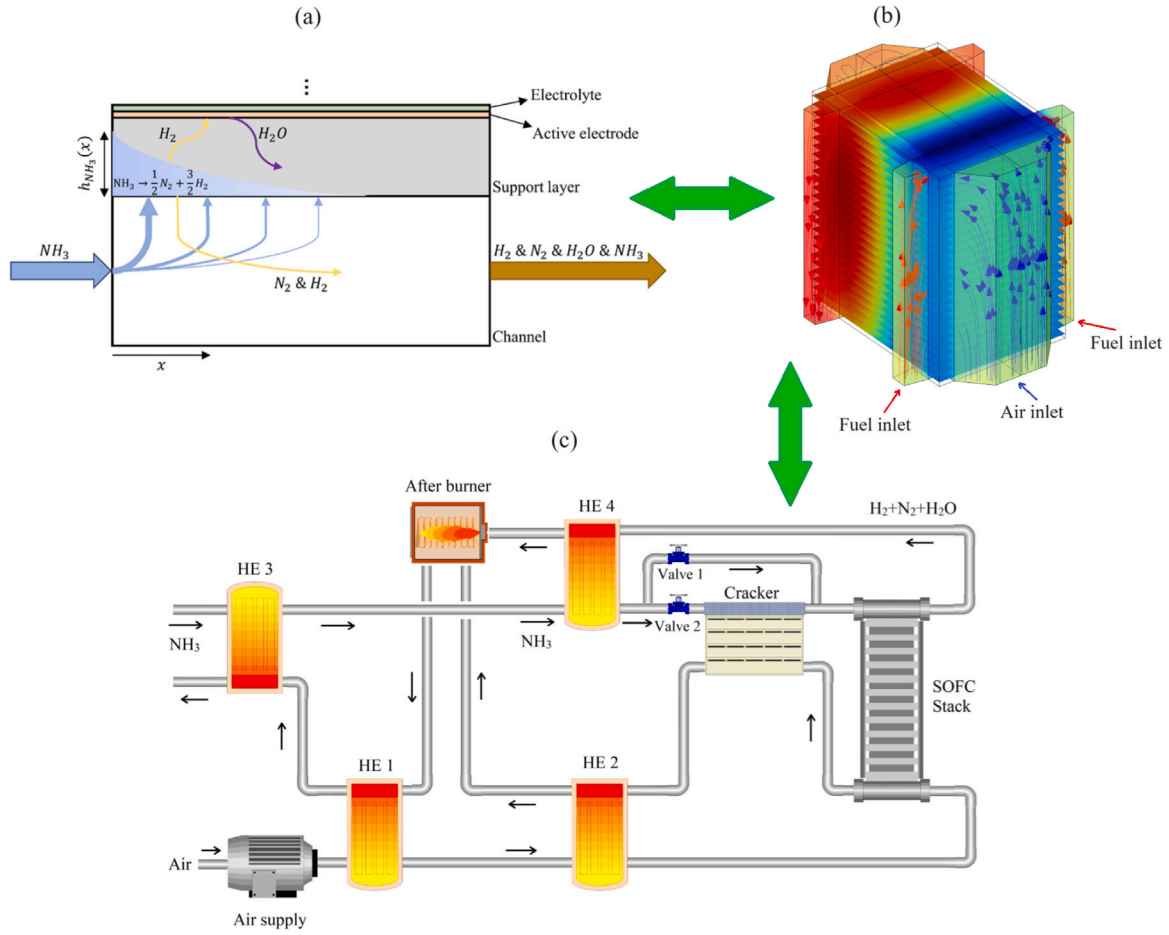 (a)
⋮
Electrolyte
Active electrode
H₂
H₂O
h_NH₃(x)
NH₃ → 1/2 N₂ + 3/2 H₂
Support layer
NH₃
N₂ & H₂
H₂ & N₂ & H₂O & NH₃
Channel
x
(b)
Fuel inlet
Fuel inlet
Air inlet
(c)
After burner
HE 4
H₂+N₂+H₂O
HE 3
Valve 1
Cracker
NH₃
NH₃
Valve 2
SOFC
Stack
HE 1
HE 2
Air
Air supply